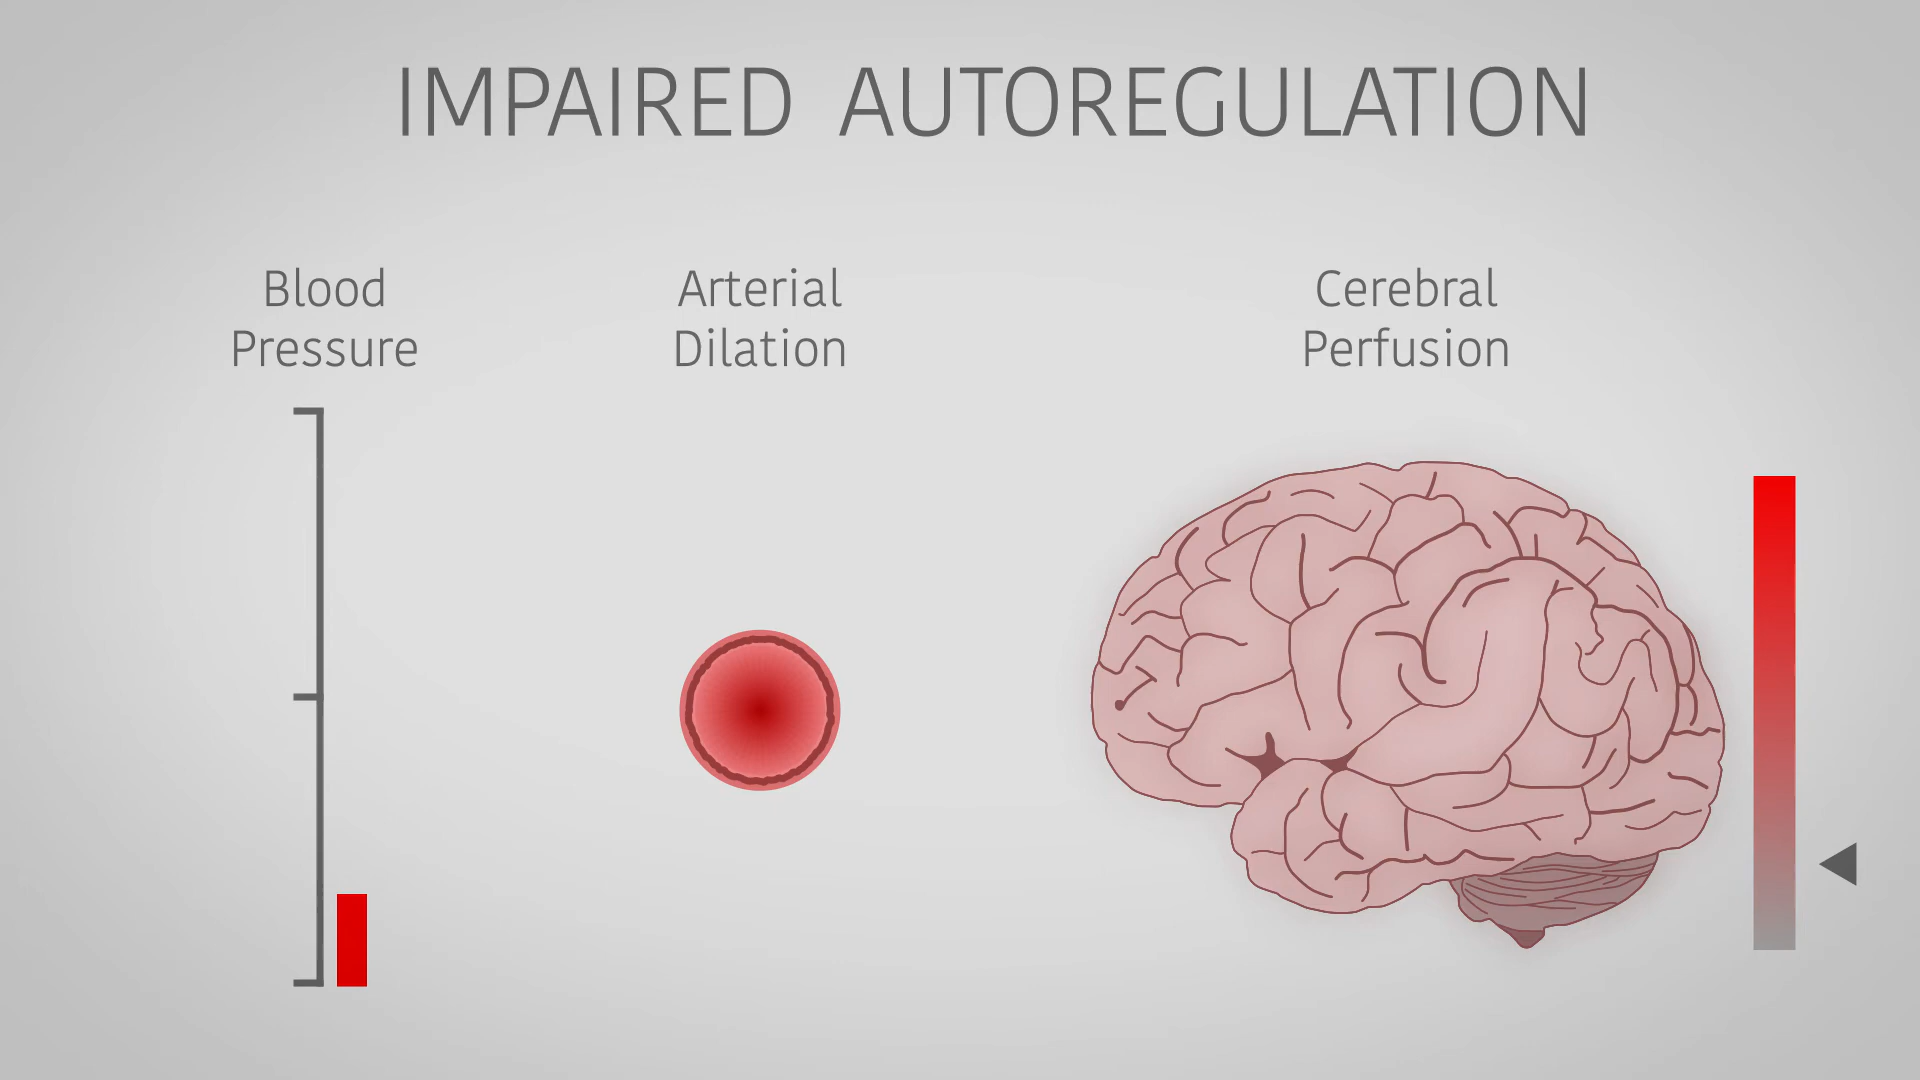 IMPAIRED AUTOREGULATION
Blood
Pressure
Arterial
Dilation
Cerebral
Perfusion